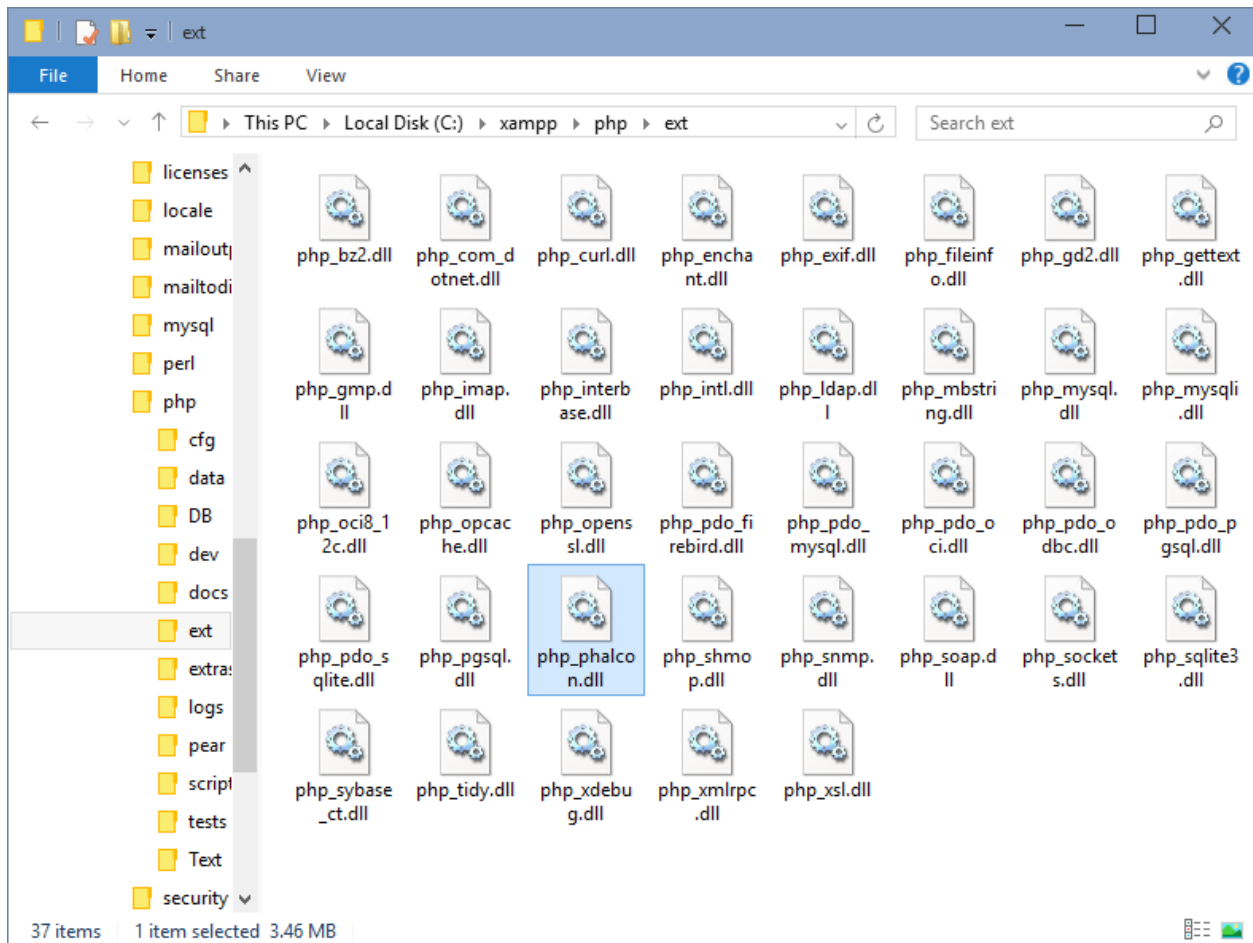 ext
File Home Share View
This PC Local Disk (C:) xampp php ext Search ext
licenses
locale
mailout
mailtodi
mysql
perl
php
cfg
data
DB
dev
docs
ext
extras
logs
pear
script
tests
Text
security
php_bz2.dll php_com_d php_curl.dll php_encha php_exif.dll php_fileinf php_gd2.dll php_gettext
otnet.dll nt.dll o.dll .dll
php_gmp.d php_imap. php_interb php_intl.dll php_ldap.dl php_mbstri php_mysql. php_mysqli
ll dll ase.dll l ng.dll dll .dll
php_oci8_1 php_opcac php_opens php_pdo_fi php_pdo_ php_pdo_o php_pdo_o php_pdo_p
2c.dll he.dll sl.dll rebird.dll mysql.dll ci.dll dbc.dll gsql.dll
php_pdo_s php_pgsql. php_phalco php_shmo php_snmp. php_soap.d php_socket php_sqlite3
qlite.dll dll n.dll p.dll dll ll s.dll .dll
php_sybase php_tidy.dll php_xdebu php_xmlrpc php_xsl.dll
_ct.dll g.dll .dll
37 items 1 item selected 3.46 MB